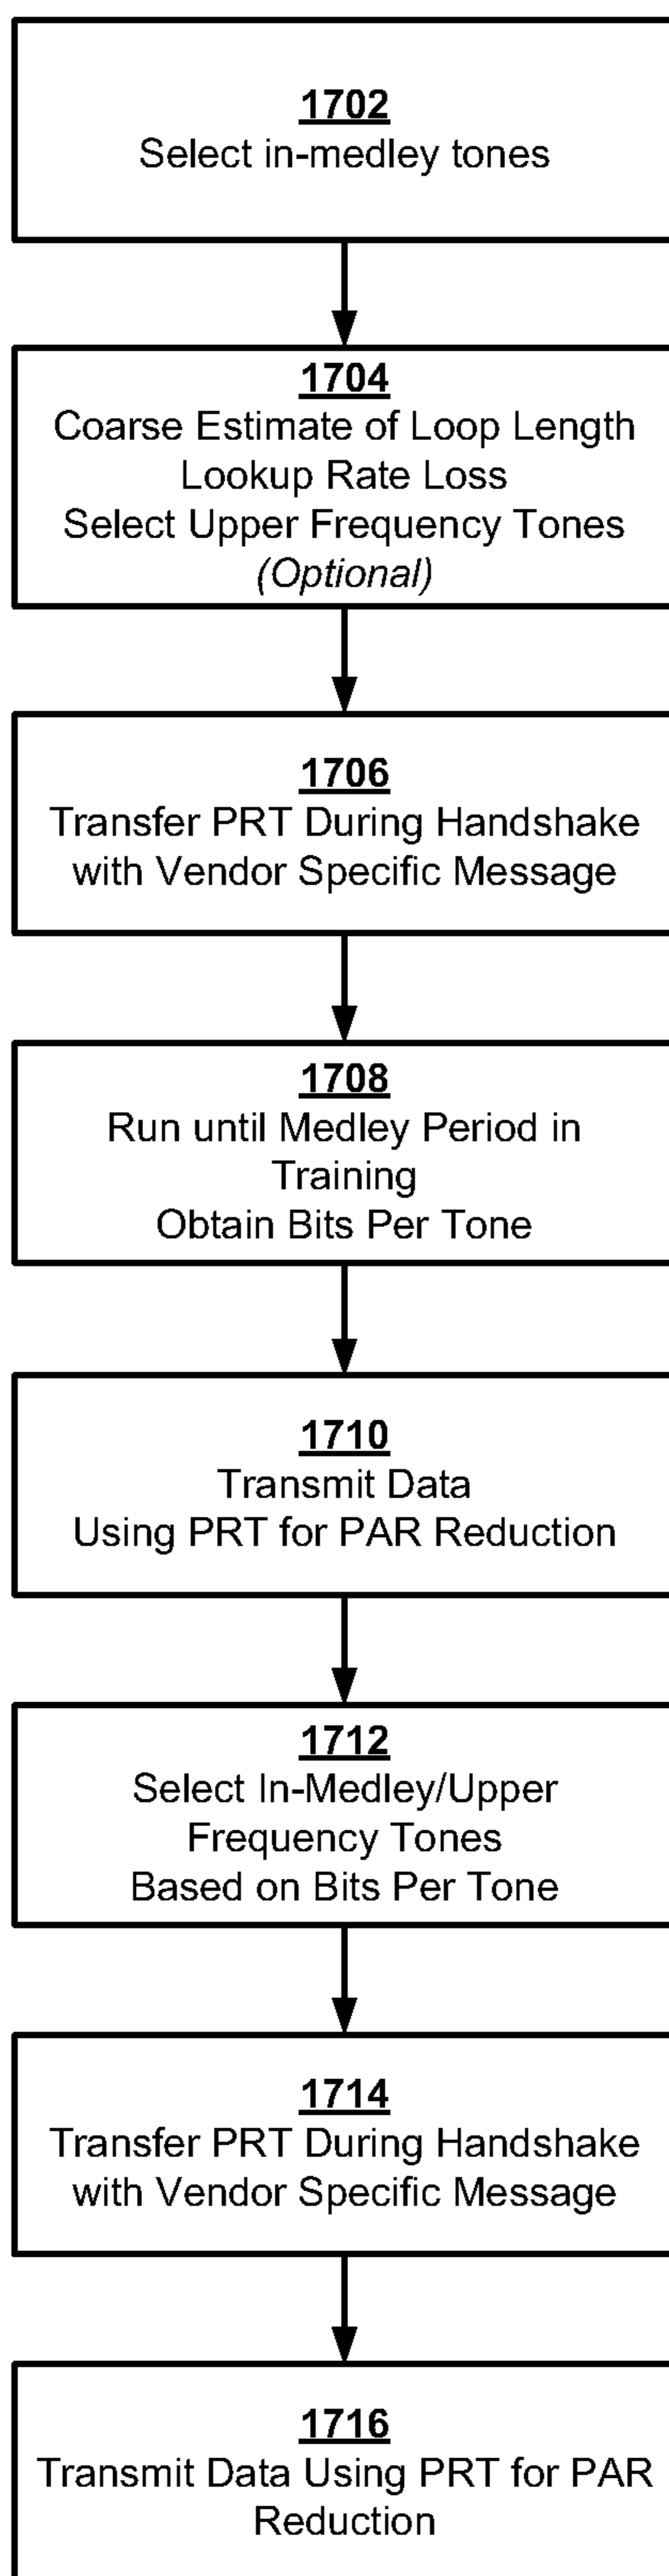 1702
Select in-medley tones
1704
Coarse Estimate of Loop Length
Lookup Rate Loss
Select Upper Frequency Tones
(Optional)
1706
Transfer PRT During Handshake
with Vendor Specific Message
1708
Run until Medley Period in
Training
Obtain Bits Per Tone
1710
Transmit Data
Using PRT for PAR Reduction
1712
Select In-Medley/Upper
Frequency Tones
Based on Bits Per Tone
1714
Transfer PRT During Handshake
with Vendor Specific Message
1716
Transmit Data Using PRT for PAR
Reduction